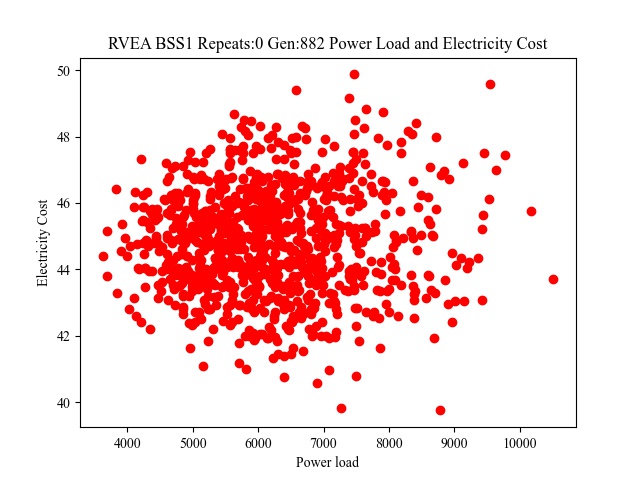 RVEA BSS1 Repeats:0 Gen:882 Power Load and Electricity Cost
50
48
46
44
42
40
Electricity Cost
4000 5000 6000 7000 8000 9000 10000
Power load